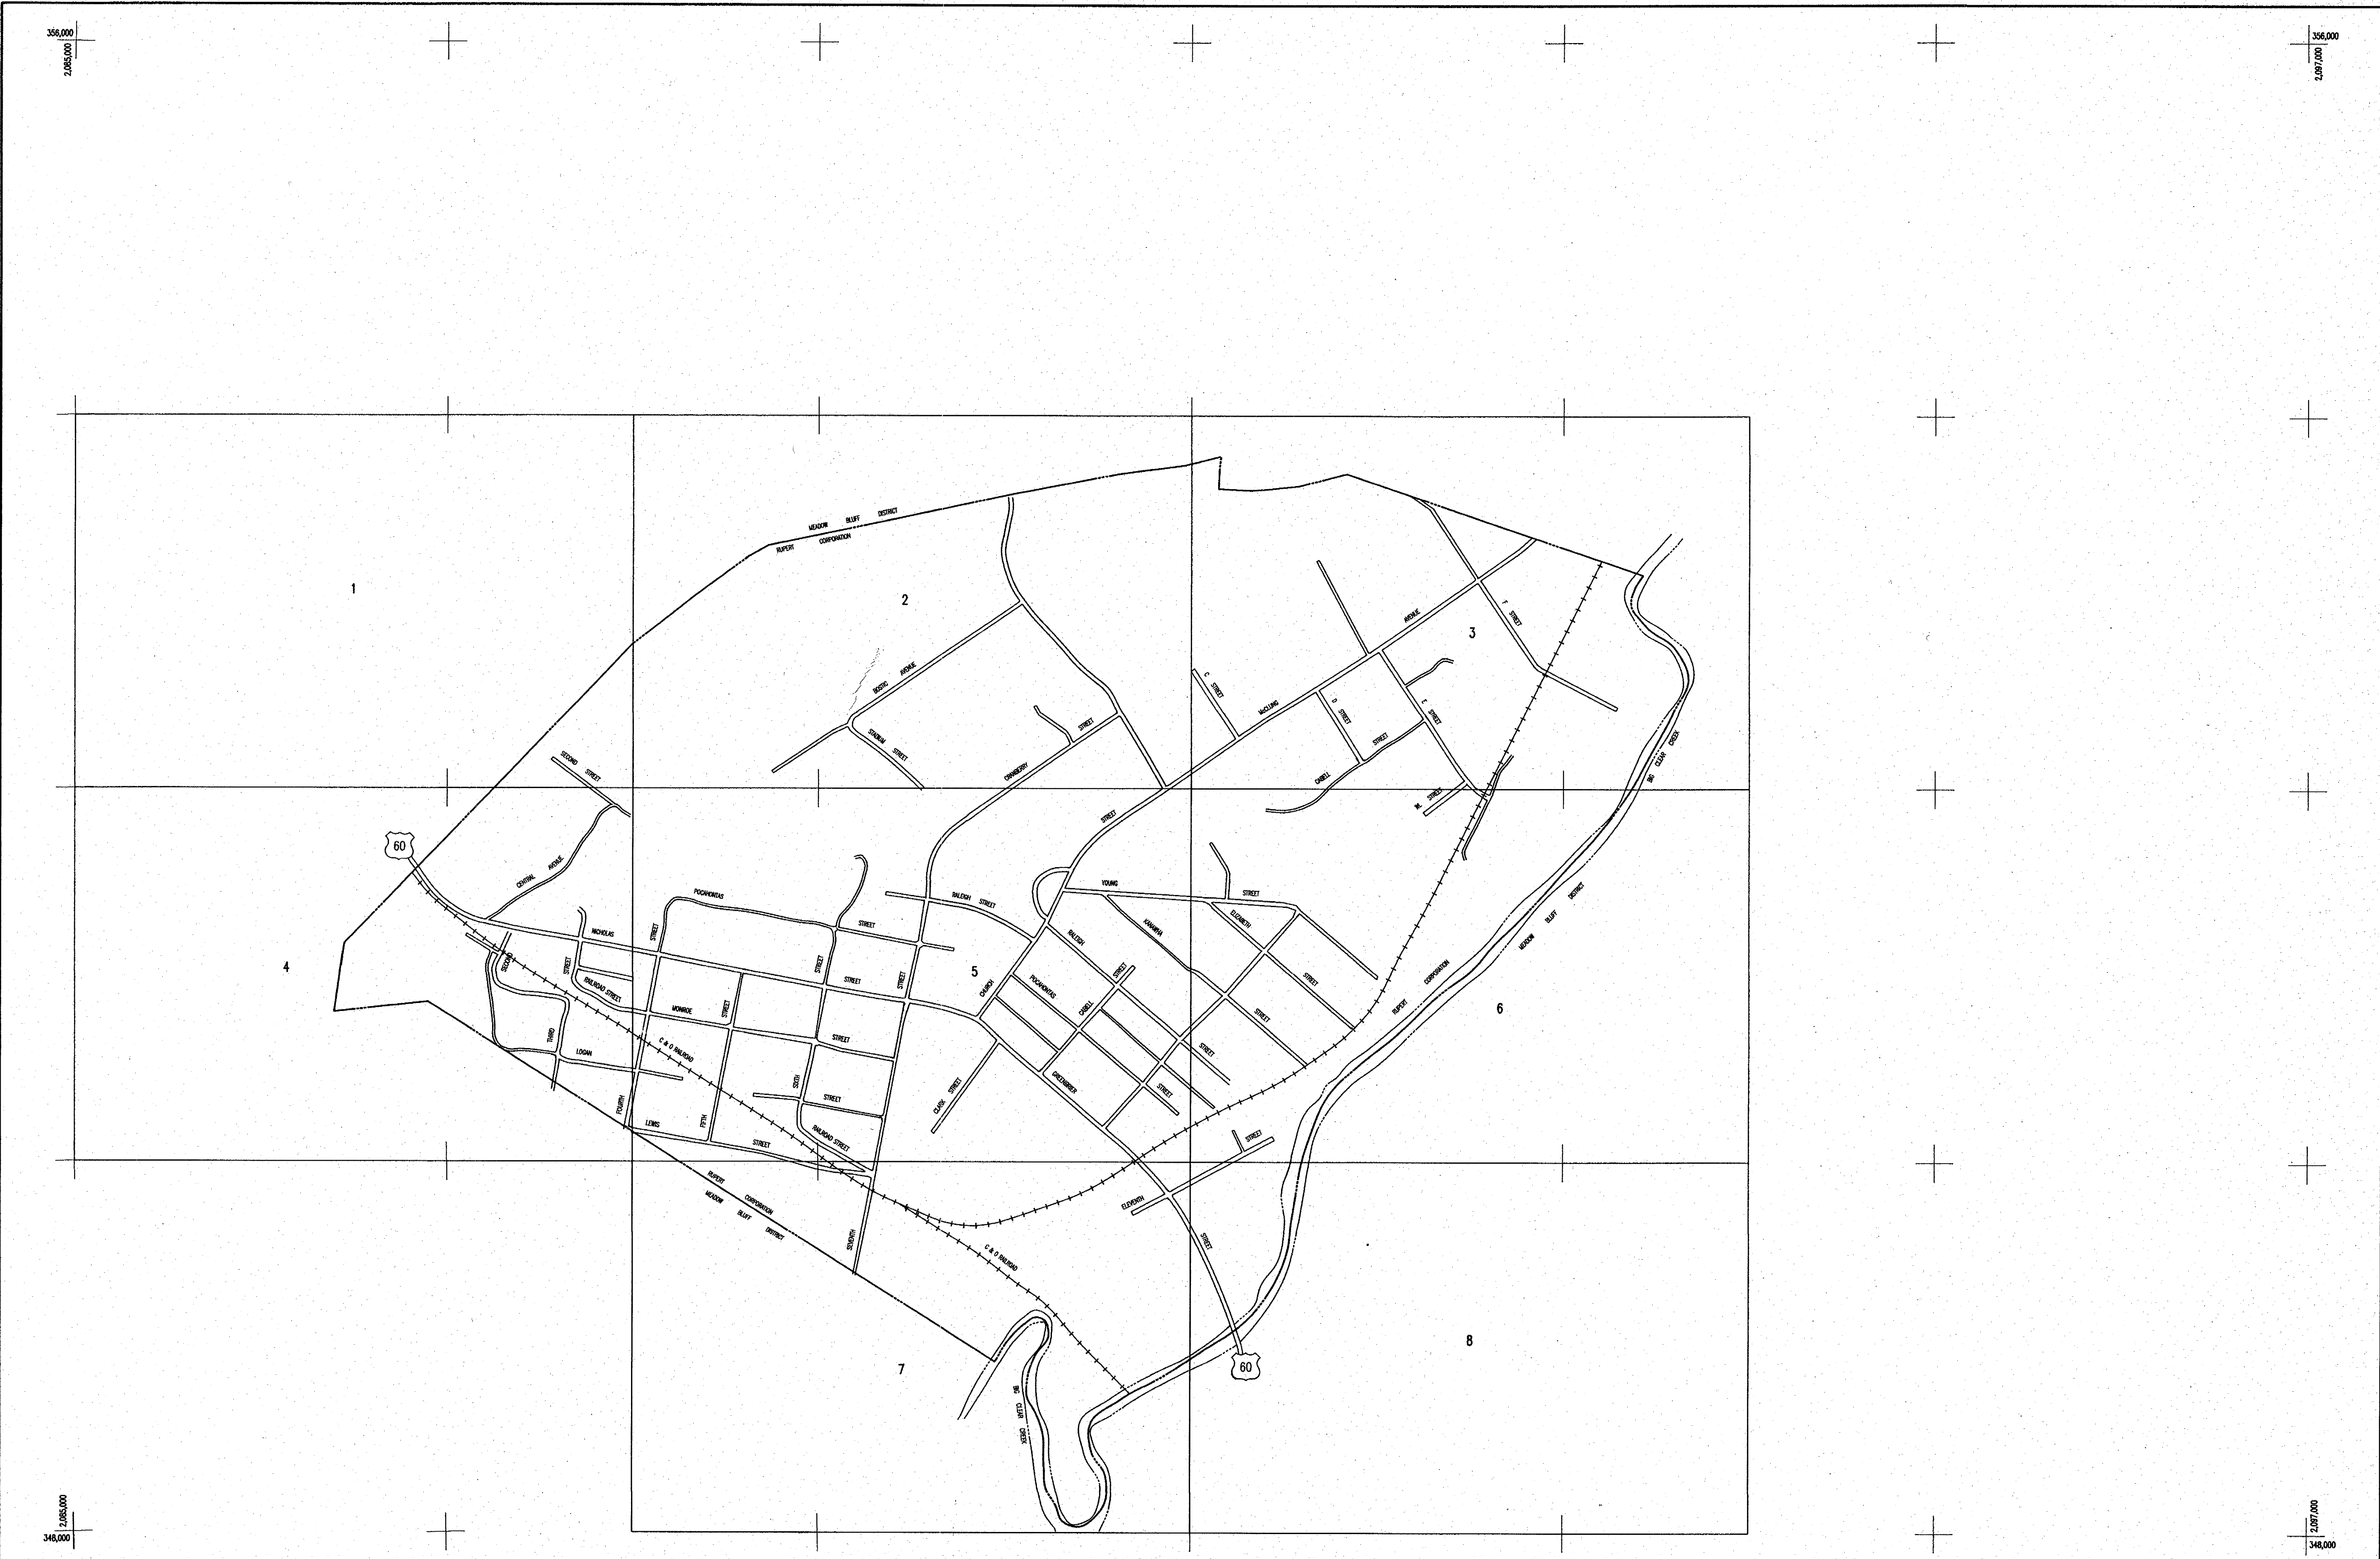 356,000
2,085,000
356,000
2,097,000
MEADOW BLUFF DISTRICT
RUPERT CORPORATION
1
2
3
F STREET
AVENUE
BOSTIC AVENUE
C STREET
McCLUNG
D STREET
E STREET
STADIUM STREET
STREET
CRANBERRY
STREET
CABELL
BIG CLEAR CREEK
SECOND STREET
STREET
STREET
60
CENTRAL AVENUE
POCAHONTAS
STREET
RALEIGH STREET
YOUNG STREET
ELIZABETH
STREET
KANAWHA
STREET
RALEIGH
STREET
MEADOW BLUFF DISTRICT
RUPERT CORPORATION
NICHOLAS
STREET
STREET
STREET
STREET
STREET
4
5
6
SECOND
RAILROAD STREET
CHURCH
POCAHONTAS
STREET
CABELL
STREET
MONROE
STREET
STREET
THIRD
LOGAN
C & O RAILROAD
STREET
SIXTH
FOURTH
FIFTH
LEWIS
STREET
RAILROAD STREET
CLARK STREET
GREENBRIER
STREET
ELEVENTH STREET
RUPERT CORPORATION
MEADOW BLUFF DISTRICT
SEVENTH
C & O RAILROAD
60
7
8
BIG CLEAR CREEK
2,085,000
348,000
2,097,000
348,000